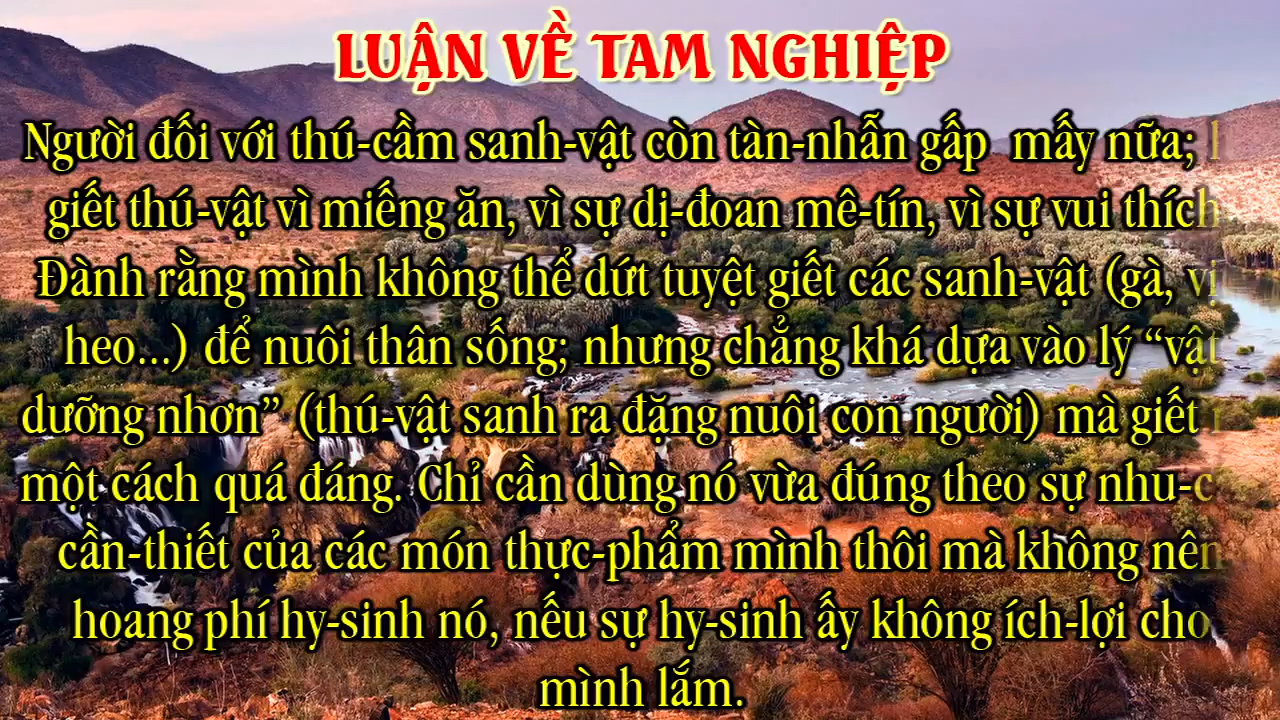 LUẬN VỀ TAM NGHIỆP
Người đối với thú-cầm sanh-vật còn tàn-nhẫn gấp mấy nữa;
giết thú-vật vì miếng ăn, vì sự dị-đoan mê-tín, vì sự vui thích
Đành rằng mình không thể dứt tuyệt giết các sanh-vật (gà,
heo...) để nuôi thân sống; nhưng chẳng khá dựa vào lý “vật
dưỡng nhơn” (thú-vật sanh ra đặng nuôi con người) mà giết
một cách quá đáng. Chỉ cần dùng nó vừa đúng theo sự
cần-thiết của các món thực-phẩm mình thôi mà không nên
hoang phí hy-sinh nó, nếu sự hy-sinh ấy không ích-lợi cho
mình lắm.